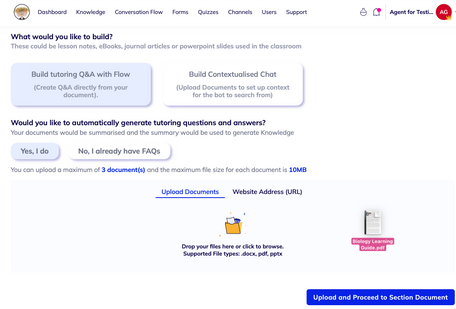 Dashboard Knowledge Conversation Flow Forms Quizzes Channels Users Support Agent for Testi... AG
What would you like to build?
These could be lesson notes, eBooks, journal articles or powerpoint slides used in the classroom
Build tutoring Q&A with Flow
(Create Q&A directly from your
document).
Build Contextualised Chat
(Upload Documents to set up context
for the bot to search from)
Would you like to automatically generate tutoring questions and answers?
Your documents would be summarised and the summary would be used to generate Knowledge
Yes, I do No, I already have FAQs
You can upload a maximum of 3 document(s) and the maximum file size for each document is 10MB
Upload Documents Website Address (URL)
Drop your files here or click to browse.
Supported File types: .docx, pdf, pptx
Biology Learning
Guide.pdf
Upload and Proceed to Section Document